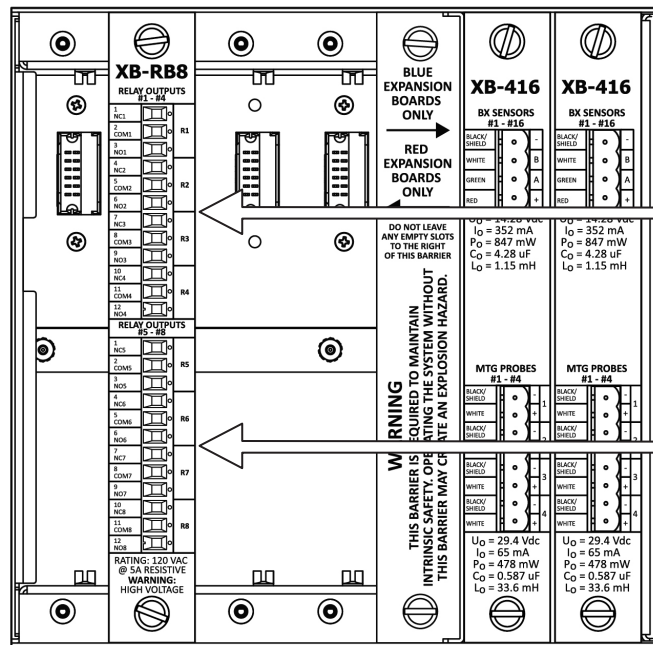 XB-RB8
RELAY OUTPUTS
#1 - #4
1
NC1
2
COM1
3
NO1
R1
4
NC2
5
COM2
6
NO2
R2
7
NC3
8
COM3
9
NO3
R3
10
NC4
11
COM4
12
NO4
R4
RELAY OUTPUTS
#5 - #8
1
NC5
2
COM5
3
NO5
R5
4
NC6
5
COM6
6
NO6
R6
7
NC7
8
COM7
9
NO7
R7
10
NC8
11
COM8
12
NO8
R8
RATING: 120 VAC
@ 5A RESISTIVE
WARNING:
HIGH VOLTAGE
BLUE
EXPANSION
BOARDS
ONLY
RED
EXPANSION
BOARDS
ONLY
DO NOT LEAVE
ANY EMPTY SLOTS
TO THE RIGHT
OF THIS BARRIER
THIS BARRIER IS REQUIRED TO MAINTAIN
INTRINSIC SAFETY. OPERATING THE SYSTEM WITHOUT
THIS BARRIER MAY CREATE AN EXPLOSION HAZARD.
XB-416
BX SENSORS
#1 - #16
BLACK/
SHIELD -
WHITE B
GREEN A
RED +
IO = 352 mA
PO = 847 mW
CO = 4.28 uF
LO = 1.15 mH
MTG PROBES
#1 - #4
BLACK/
SHIELD -
WHITE +
1
BLACK/
SHIELD -
BLACK/
SHIELD -
WHITE +
3
BLACK/
SHIELD -
WHITE +
4
UO = 29.4 Vdc
IO = 65 mA
PO = 478 mW
CO = 0.587 uF
LO = 33.6 mH
XB-416
BX SENSORS
#1 - #16
BLACK/
SHIELD -
WHITE B
GREEN A
RED +
IO = 352 mA
PO = 847 mW
CO = 4.28 uF
LO = 1.15 mH
MTG PROBES
#1 - #4
BLACK/
SHIELD -
WHITE +
1
BLACK/
SHIELD -
BLACK/
SHIELD -
WHITE +
3
BLACK/
SHIELD -
WHITE +
4
UO = 29.4 Vdc
IO = 65 mA
PO = 478 mW
CO = 0.587 uF
LO = 33.6 mH